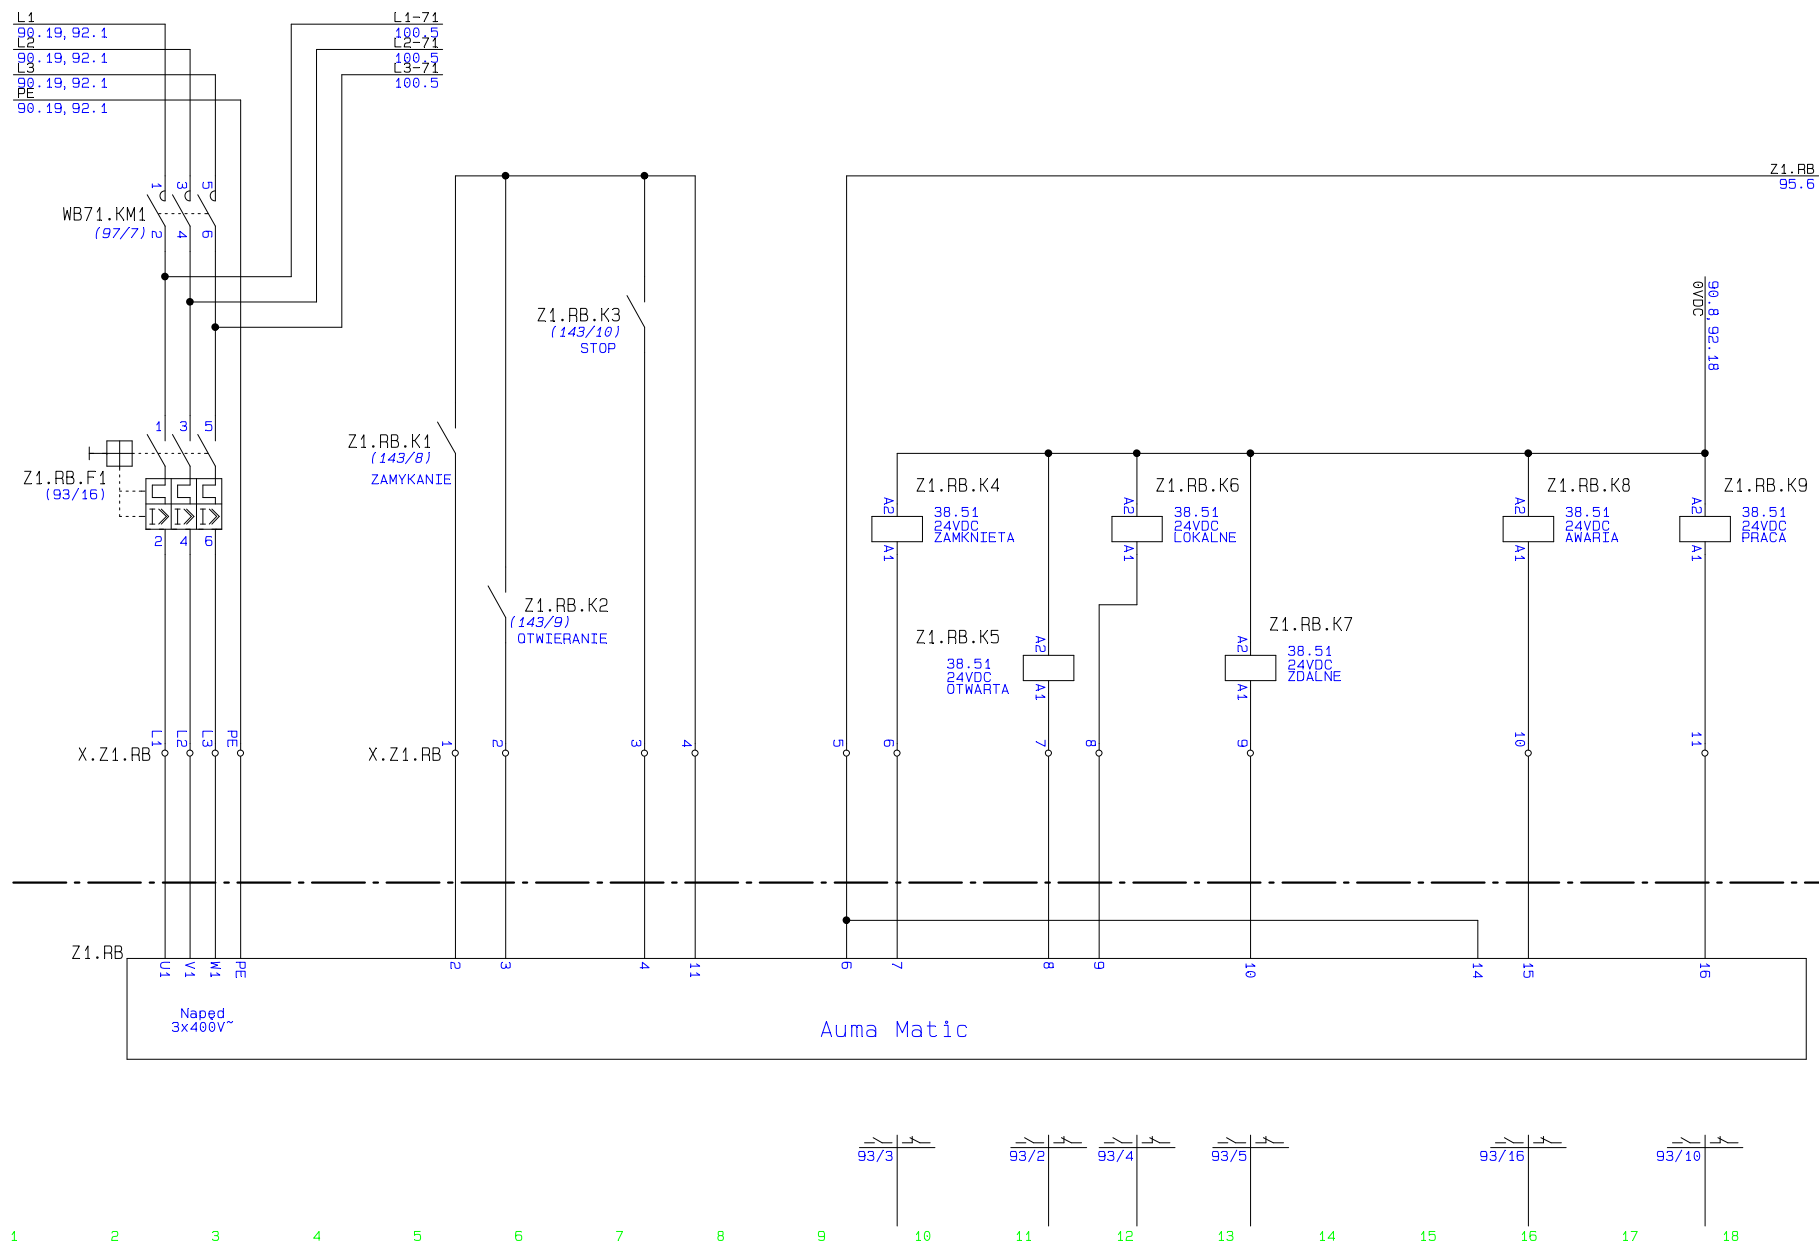 L1
90.19,92.1
L2
90.19,92.1
L3
90.19,92.1
PE
90.19,92.1
L1-71
100.5
L2-71
100.5
L3-71
100.5
Z1.RB
95.6
1 3 5
WB71.KM1
(97/7)
2 4 6
90.8,92.18
0VDC
Z1.RB.K3
(143/10)
STOP
1 3 5
Z1.RB.F1
(93/16)
2 4 6
Z1.RB.K1
(143/8)
ZAMYKANIE
Z1.RB.K2
(143/9)
OTWIERANIE
Z1.RB.K4
A2
38.51
24VDC
ZAMKNIETA
A1
Z1.RB.K6
A2
38.51
24VDC
LOKALNE
A1
Z1.RB.K8
A2
38.51
24VDC
AWARIA
A1
Z1.RB.K9
A2
38.51
24VDC
PRACA
A1
Z1.RB.K5
A2
38.51
24VDC
OTWARTA
A1
Z1.RB.K7
A2
38.51
24VDC
ZDALNE
A1
X.Z1.RB
L1 L2 L3 PE
X.Z1.RB
1 2 3 4 5 6 7 8 9 10 11
Z1.RB
U1 V1 W1 PE 2 3 4 11 6 7 8 9 10 14 15 16
Napęd
3x400V~
Auma Matic
93/3 93/2 93/4 93/5 93/16 93/10
1 2 3 4 5 6 7 8 9 10 11 12 13 14 15 16 17 18